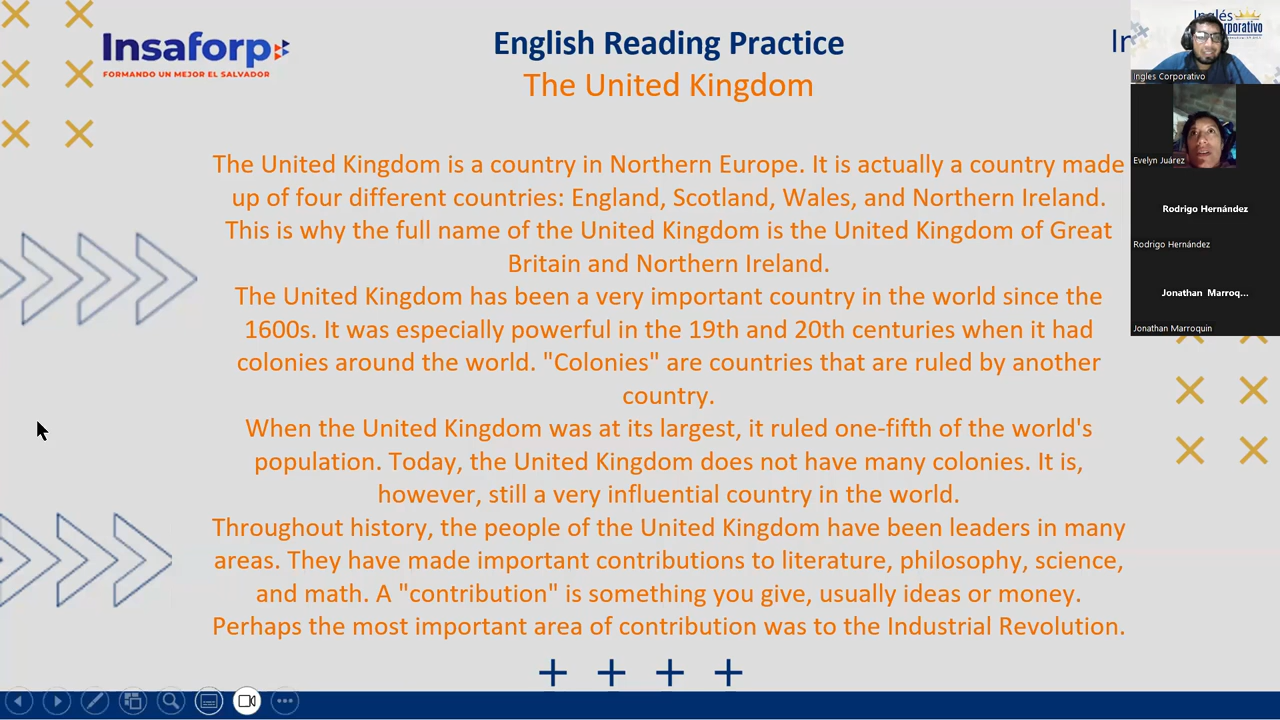 Insaforp
FORMANDO UN MEJOR EL SALVADOR
English Reading Practice
The United Kingdom
The United Kingdom is a country in Northern Europe. It is actually a country made
up of four different countries: England, Scotland, Wales, and Northern Ireland.
This is why the full name of the United Kingdom is the United Kingdom of Great
Britain and Northern Ireland.
The United Kingdom has been a very important country in the world since the
1600s. It was especially powerful in the 19th and 20th centuries when it had
colonies around the world. "Colonies" are countries that are ruled by another
country.
When the United Kingdom was at its largest, it ruled one-fifth of the world's
population. Today, the United Kingdom does not have many colonies. It is,
however, still a very influential country in the world.
Throughout history, the people of the United Kingdom have been leaders in many
areas. They have made important contributions to literature, philosophy, science,
and math. A "contribution" is something you give, usually ideas or money.
Perhaps the most important area of contribution was to the Industrial Revolution.
Inglés
Ingles Corporativo
Evelyn Juárez
Rodrigo Hernández
Rodrigo Hernández
Jonathan Marroq...
Jonathan Marroquin